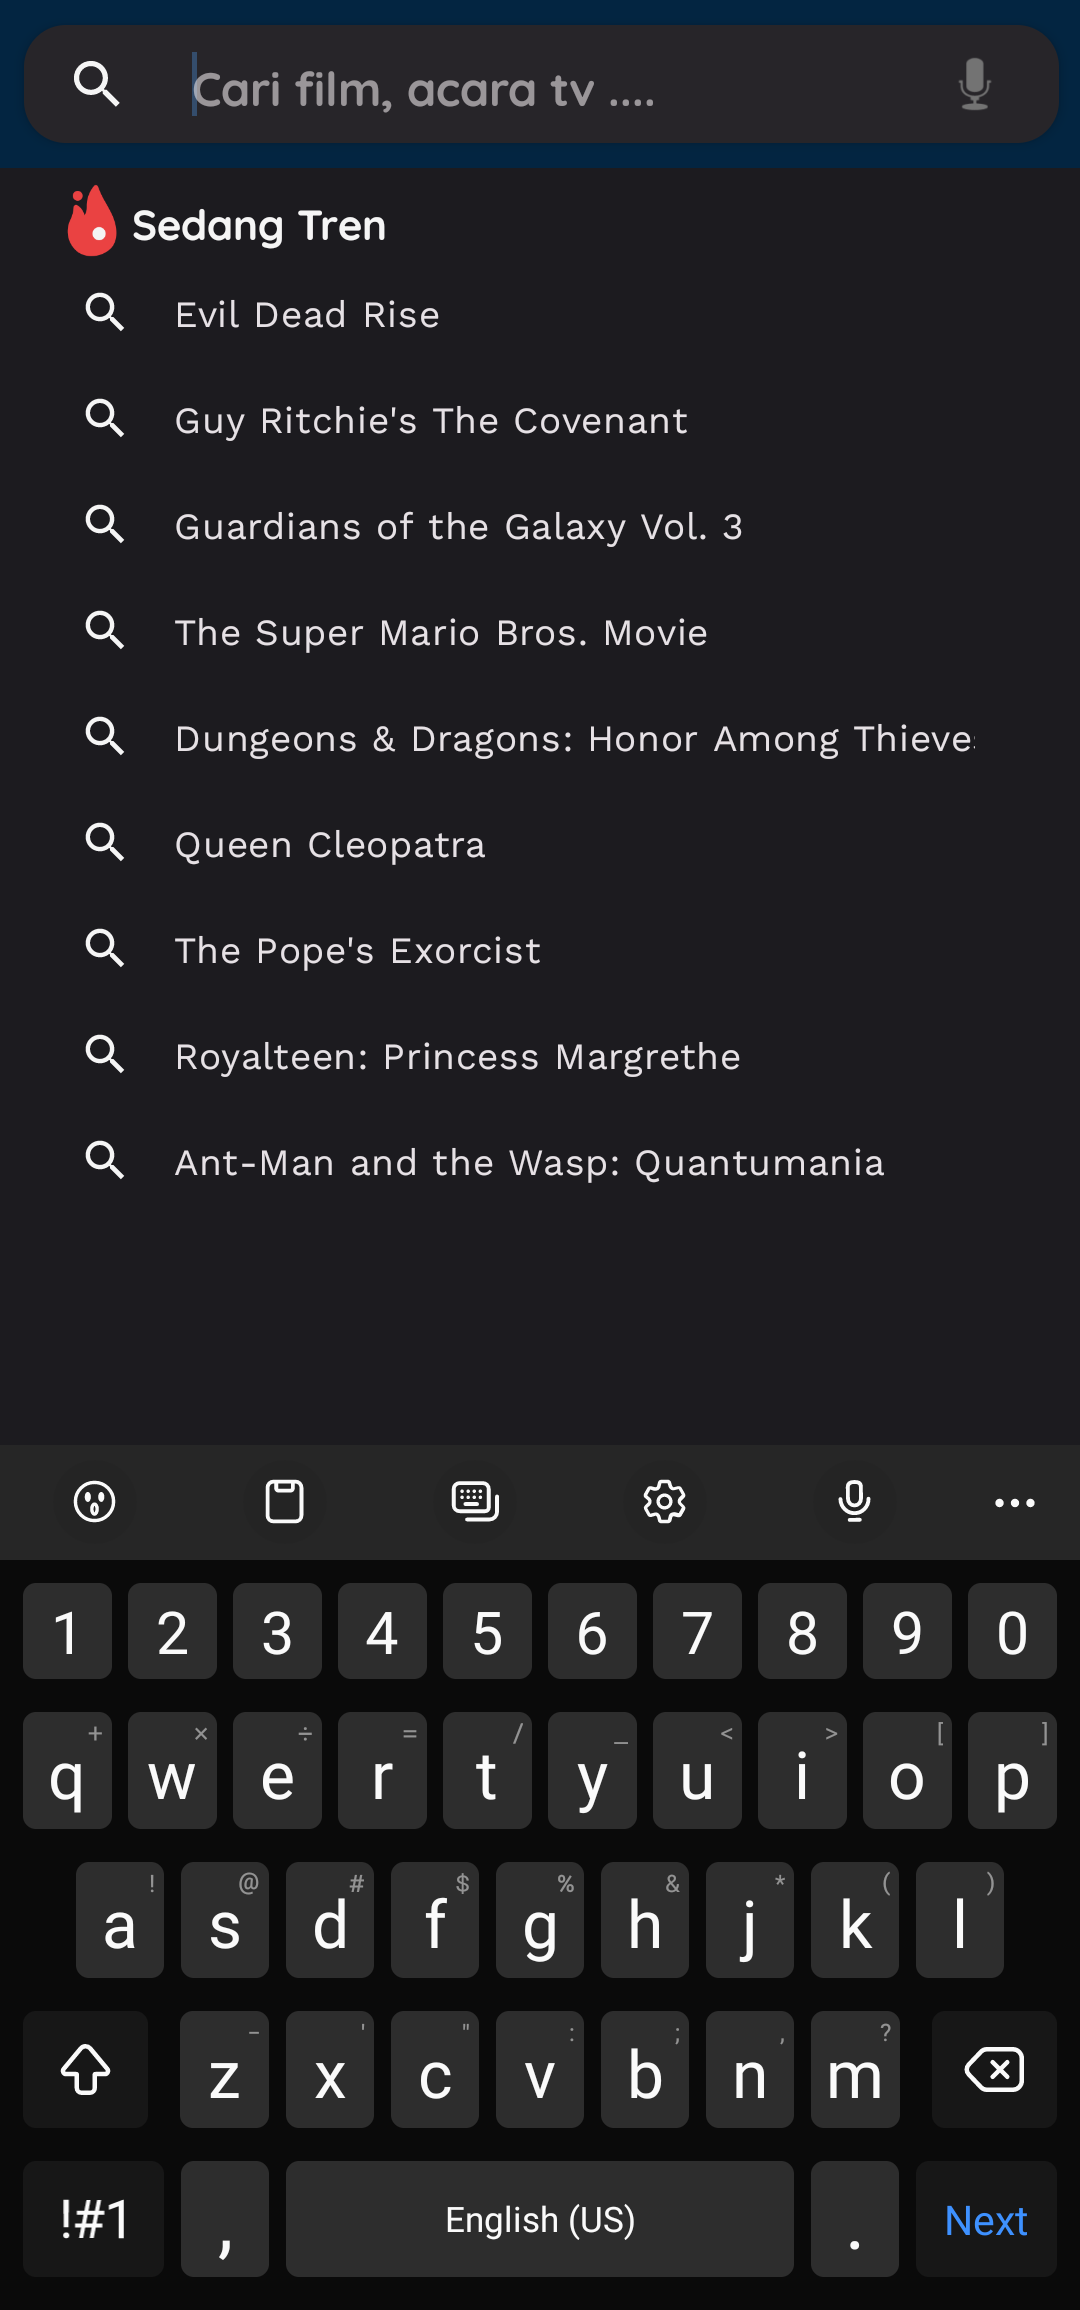 Cari film, acara tv ....
Sedang Tren
Evil Dead Rise
Guy Ritchie's The Covenant
Guardians of the Galaxy Vol. 3
The Super Mario Bros. Movie
Dungeons & Dragons: Honor Among Thieves
Queen Cleopatra
The Pope's Exorcist
Royalteen: Princess Margrethe
Ant-Man and the Wasp: Quantumania
1 2 3 4 5 6 7 8 9 0
+ × ÷ = / _ < > [ ]
q w e r t y u i o p
! @ # $ % & * ( )
a s d f g h j k l
- ' " : ; , ?
z x c v b n m
!#1 , English (US) . Next